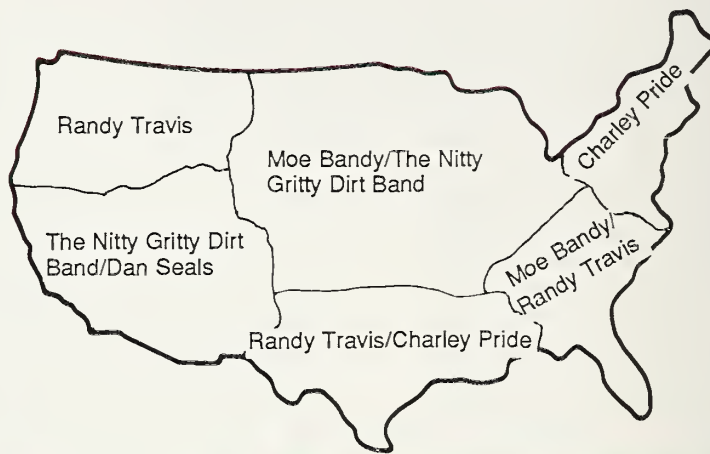 Randy Travis
Moe Bandy/The Nitty
Gritty Dirt Band
Charley Pride
The Nitty Gritty Dirt
Band/Dan Seals
Moe Bandy/
Randy Travis
Randy Travis/Charley Pride